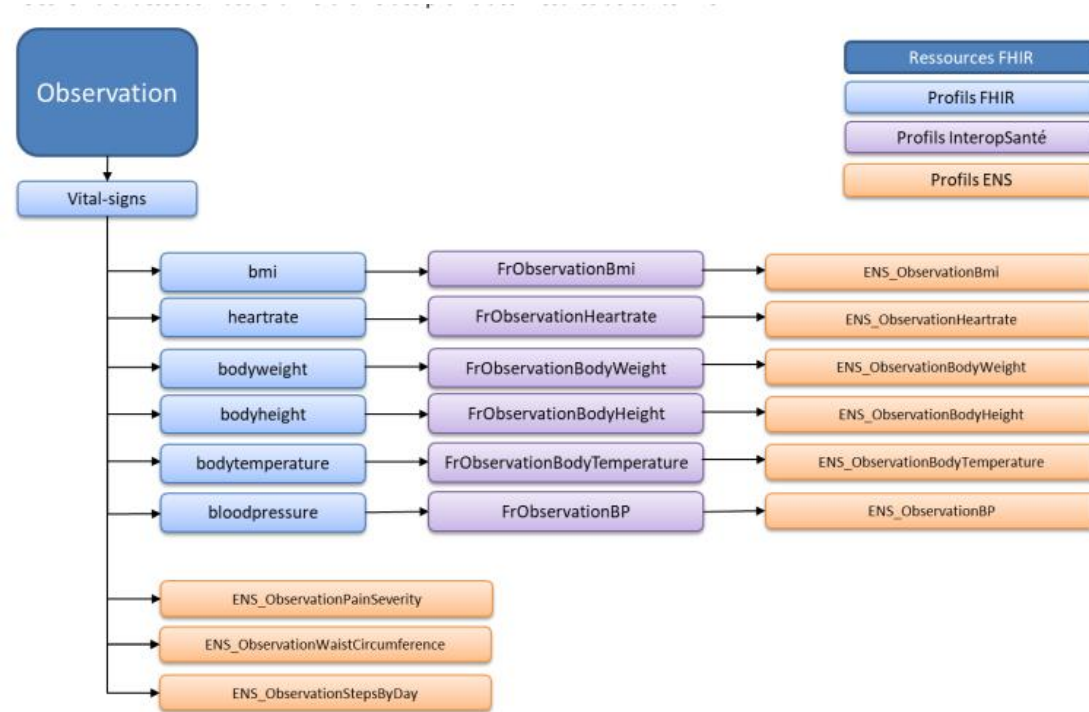 Observation
Ressources FHIR
Profils FHIR
Profils InteropSanté
Profils ENS
Vital-signs
bmi
FrObservationBmi
ENS_ObservationBmi
heartrate
FrObservationHeartrate
ENS_ObservationHeartrate
bodyweight
FrObservationBodyWeight
ENS_ObservationBodyWeight
bodyheight
FrObservationBodyHeight
ENS_ObservationBodyHeight
bodytemperature
FrObservationBodyTemperature
ENS_ObservationBodyTemperature
bloodpressure
FrObservationBP
ENS_ObservationBP
ENS_ObservationPainSeverity
ENS_ObservationWaistCircumference
ENS_ObservationStepsByDay